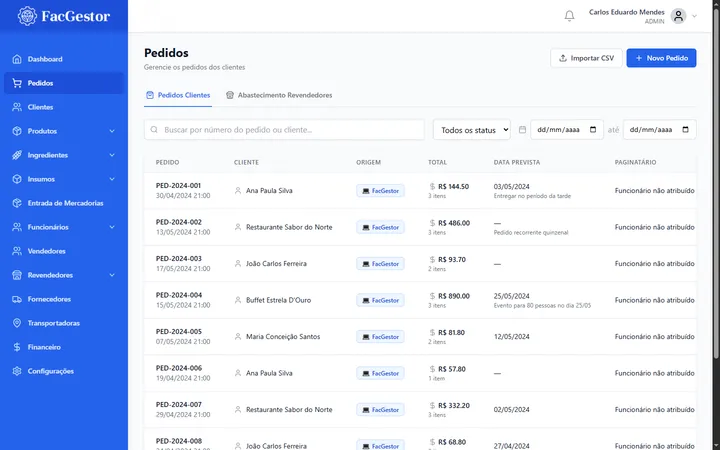 FacGestor
Carlos Eduardo Mendes
ADMIN
Dashboard
Pedidos
Clientes
Produtos
Ingredientes
Insumos
Entrada de Mercadorias
Funcionários
Vendedores
Revendedores
Fornecedores
Transportadoras
Financeiro
Configurações
Pedidos
Gerencie os pedidos dos clientes
Importar CSV
Novo Pedido
Pedidos Clientes
Abastecimento Revendedores
Buscar por número do pedido ou cliente...
Todos os status
dd/mm/aaaa
até
dd/mm/aaaa
PEDIDO CLIENTE ORIGEM TOTAL DATA PREVISTA PAGINATÁRIO
PED-2024-001 Ana Paula Silva FacGestor R$ 144.50 03/05/2024 Funcionário não atribuído
30/04/2024 21:00 3 itens Entregar no período da tarde
PED-2024-002 Restaurante Sabor do Norte FacGestor R$ 486.00 — Funcionário não atribuído
13/05/2024 21:00 3 itens Pedido recorrente quinzenal
PED-2024-003 João Carlos Ferreira FacGestor R$ 93.70 — Funcionário não atribuído
17/05/2024 21:00 2 itens
PED-2024-004 Buffet Estrela D'Ouro FacGestor R$ 890.00 25/05/2024 Funcionário não atribuído
15/05/2024 21:00 3 itens Evento para 80 pessoas no dia 25/05
PED-2024-005 Maria Conceição Santos FacGestor R$ 81.80 12/05/2024 Funcionário não atribuído
07/05/2024 21:00 2 itens
PED-2024-006 Ana Paula Silva FacGestor R$ 57.80 — Funcionário não atribuído
19/04/2024 21:00 1 item
PED-2024-007 Restaurante Sabor do Norte FacGestor R$ 332.20 02/05/2024 Funcionário não atribuído
29/04/2024 21:00 3 itens
PED-2024-008 João Carlos Ferreira FacGestor R$ 68.80 27/04/2024 Funcionário não atribuído